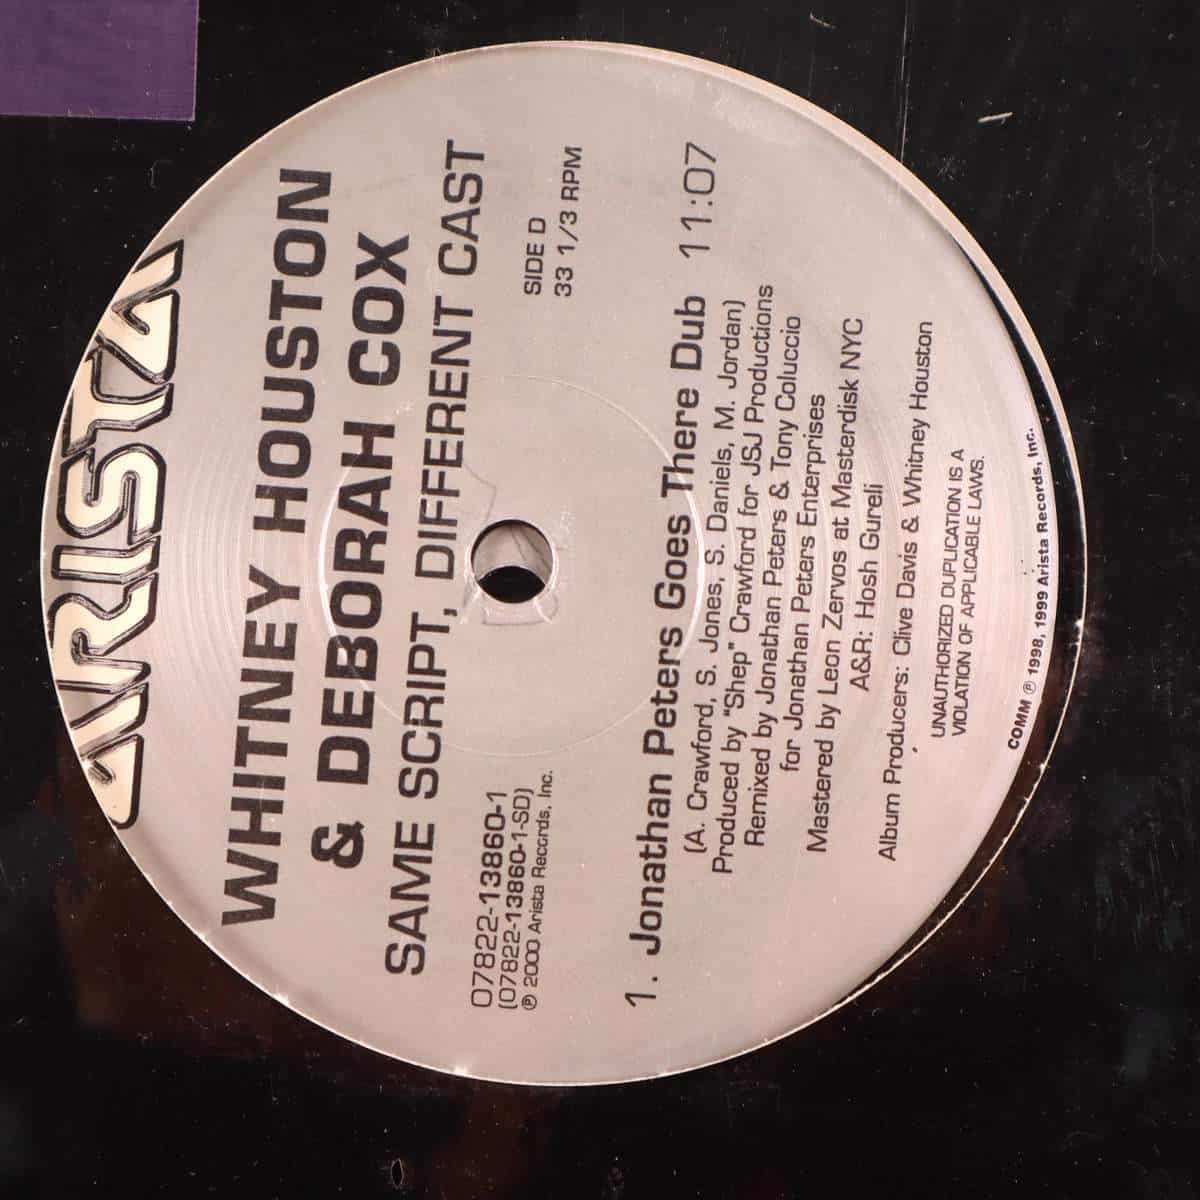 ARISTA
WHITNEY HOUSTON
& DEBORAH COX
SAME SCRIPT, DIFFERENT CAST
07822-13860-1
(07822-13860-1-SD)
℗ 2000 Arista Records, Inc.
SIDE D
33 1/3 RPM
1. Jonathan Peters Goes There Dub 11:07
(A. Crawford, S. Jones, S. Daniels, M. Jordan)
Produced by "Shep" Crawford for JSJ Productions
Remixed by Jonathan Peters & Tony Coluccio
for Jonathan Peters Enterprises
Mastered by Leon Zervos at Masterdisk NYC
A&R: Hosh Gureli
Album Producers: Clive Davis & Whitney Houston
UNAUTHORIZED DUPLICATION IS A
VIOLATION OF APPLICABLE LAWS.
COMM ℗ 1998, 1999 Arista Records, Inc.